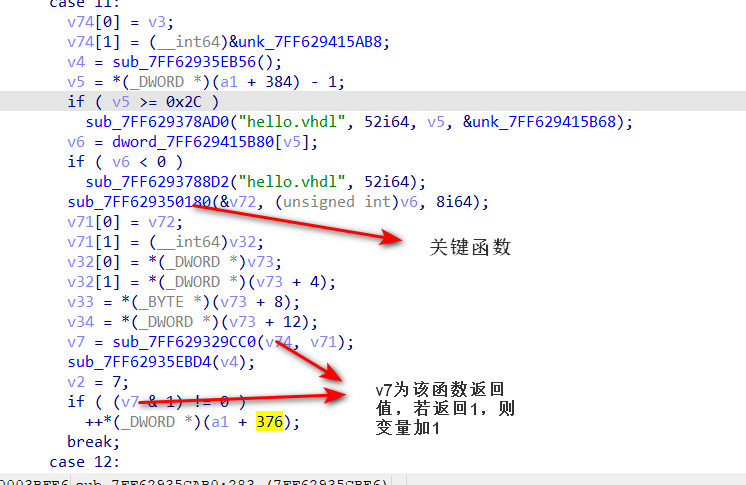 case 11:
v74[0] = v3;
v74[1] = (__int64)&unk_7FF629415AB8;
v4 = sub_7FF62935EB56();
v5 = *(_DWORD *)(a1 + 384) - 1;
if ( v5 >= 0x2C )
sub_7FF629378AD0("hello.vhdl", 52i64, v5, &unk_7FF629415B68);
v6 = dword_7FF629415B80[v5];
if ( v6 < 0 )
sub_7FF6293788D2("hello.vhdl", 52i64);
sub_7FF629350180(&v72, (unsigned int)v6, 8i64);
v71[0] = v72;
v71[1] = (__int64)v32;
关键函数
v32[0] = *(_DWORD *)v73;
v32[1] = *(_DWORD *)(v73 + 4);
v33 = *(_BYTE *)(v73 + 8);
v34 = *(_DWORD *)(v73 + 12);
v7 = sub_7FF629329CC0(v74, v71);
sub_7FF62935EBD4(v4);
v2 = 7;
if ( (v7 & 1) != 0 )
++*(_DWORD *)(a1 + 376);
break;
case 12:
v7为该函数返回
值，若返回1，则
变量加1